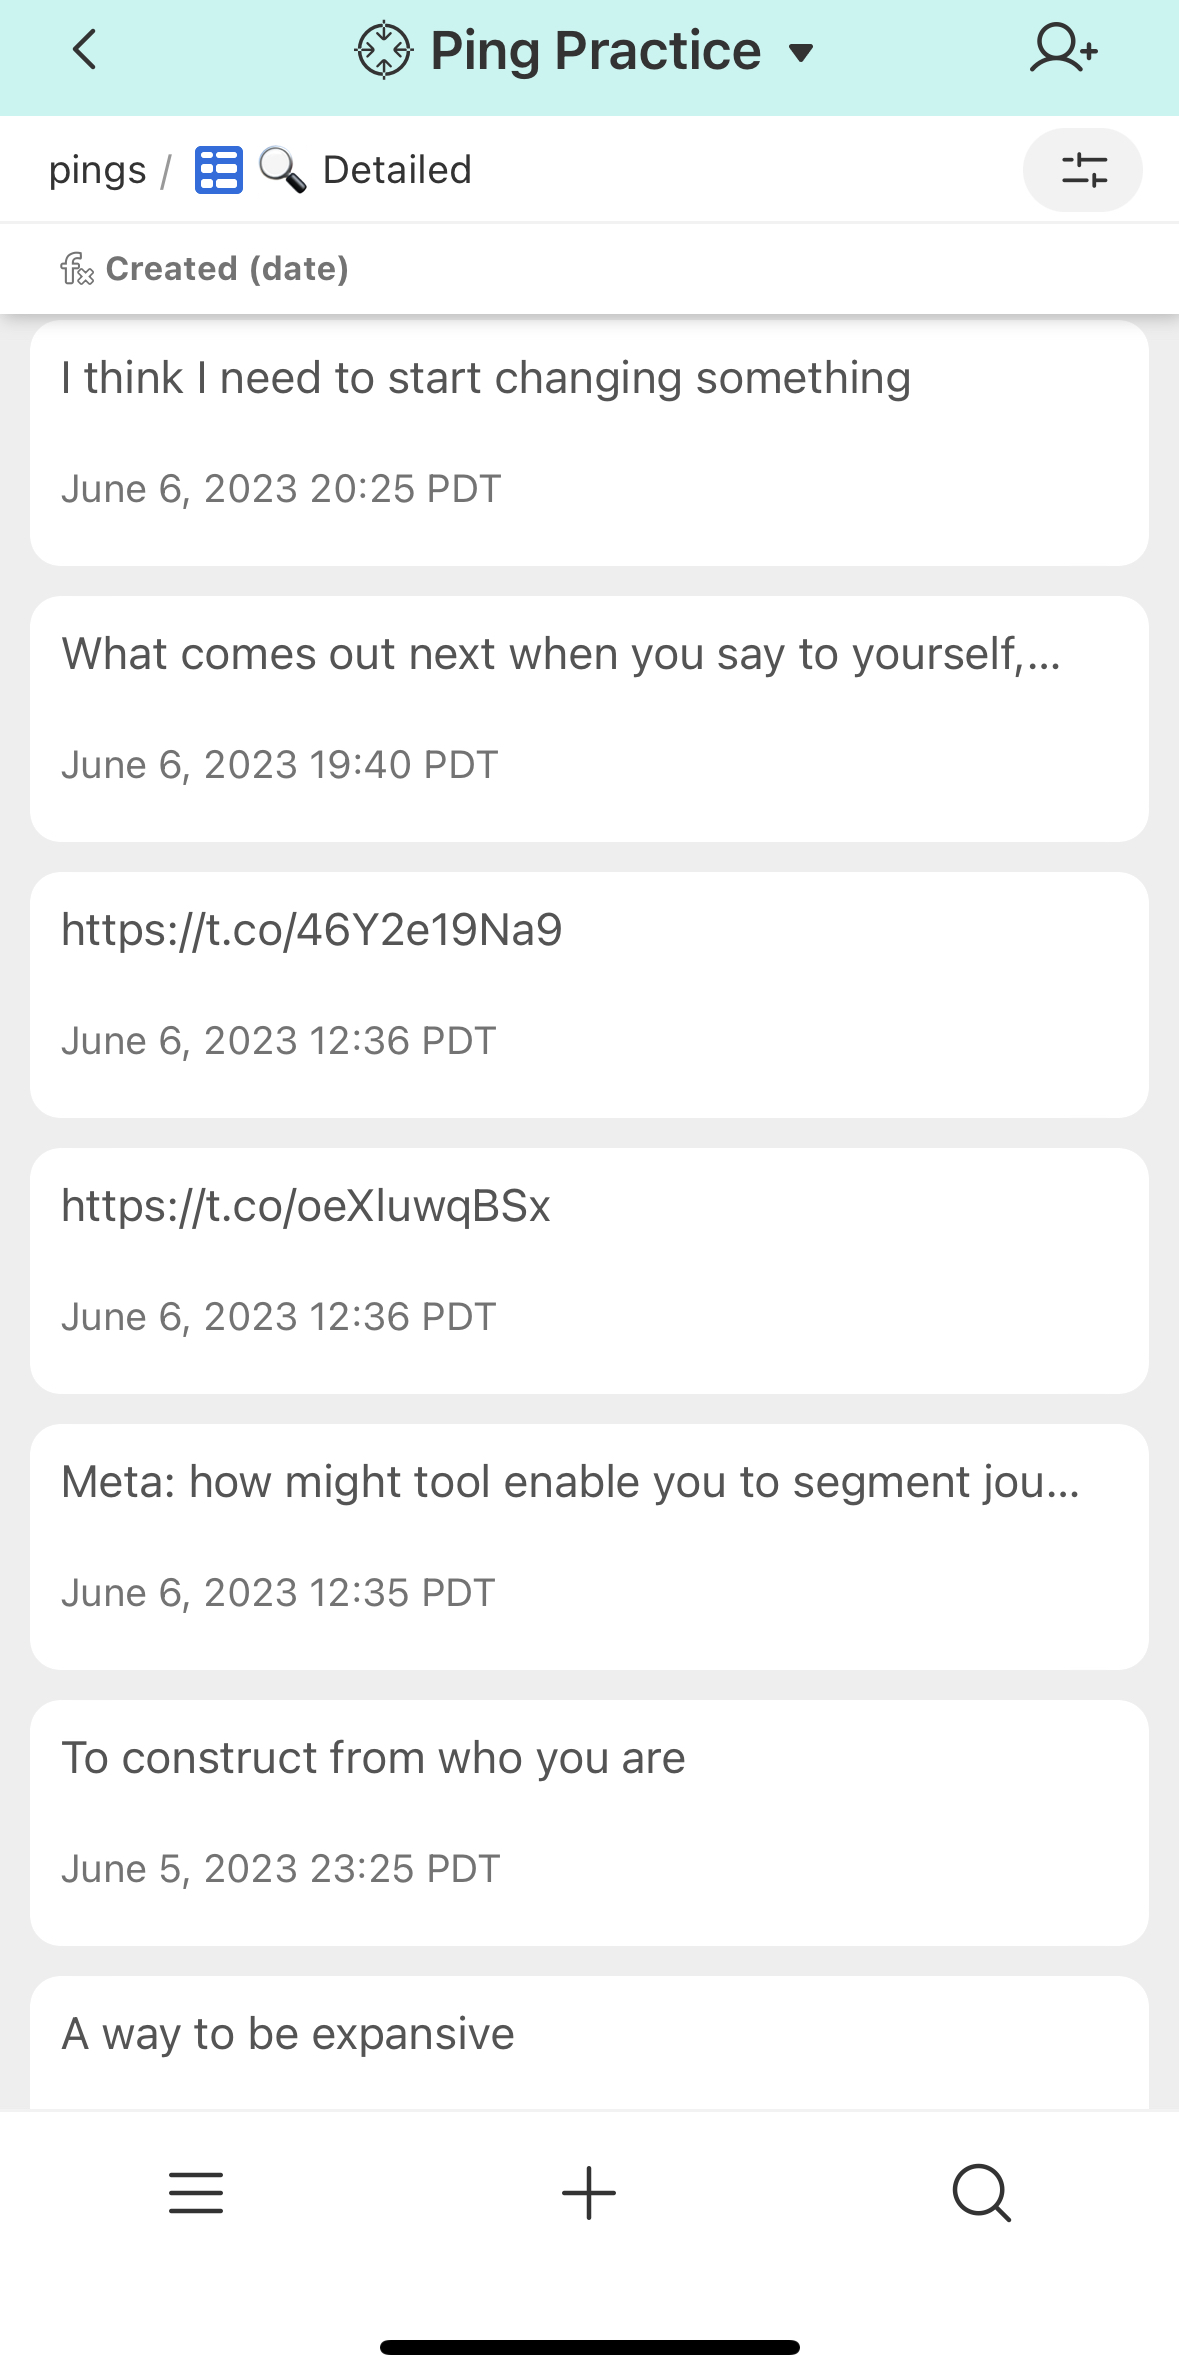 Ping Practice
pings / Detailed
fx Created (date)
I think I need to start changing something
June 6, 2023 20:25 PDT
What comes out next when you say to yourself,...
June 6, 2023 19:40 PDT
https://t.co/46Y2e19Na9
June 6, 2023 12:36 PDT
https://t.co/oeXluwqBSx
June 6, 2023 12:36 PDT
Meta: how might tool enable you to segment jou...
June 6, 2023 12:35 PDT
To construct from who you are
June 5, 2023 23:25 PDT
A way to be expansive